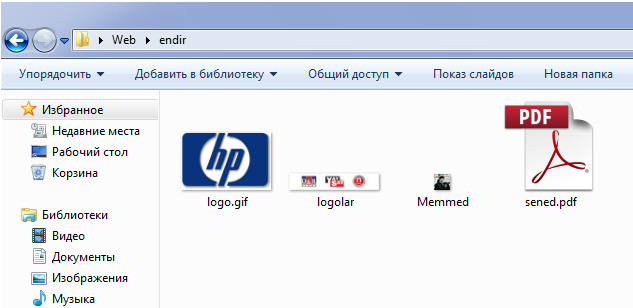 Web ▸ endir
Упорядочить Добавить в библиотеку Общий доступ Показ слайдов Новая папка
Избранное
Недавние места
Рабочий стол
Корзина
Библиотеки
Видео
Документы
Изображения
Музыка
hp
PDF
logo.gif logolar Memmed sened.pdf